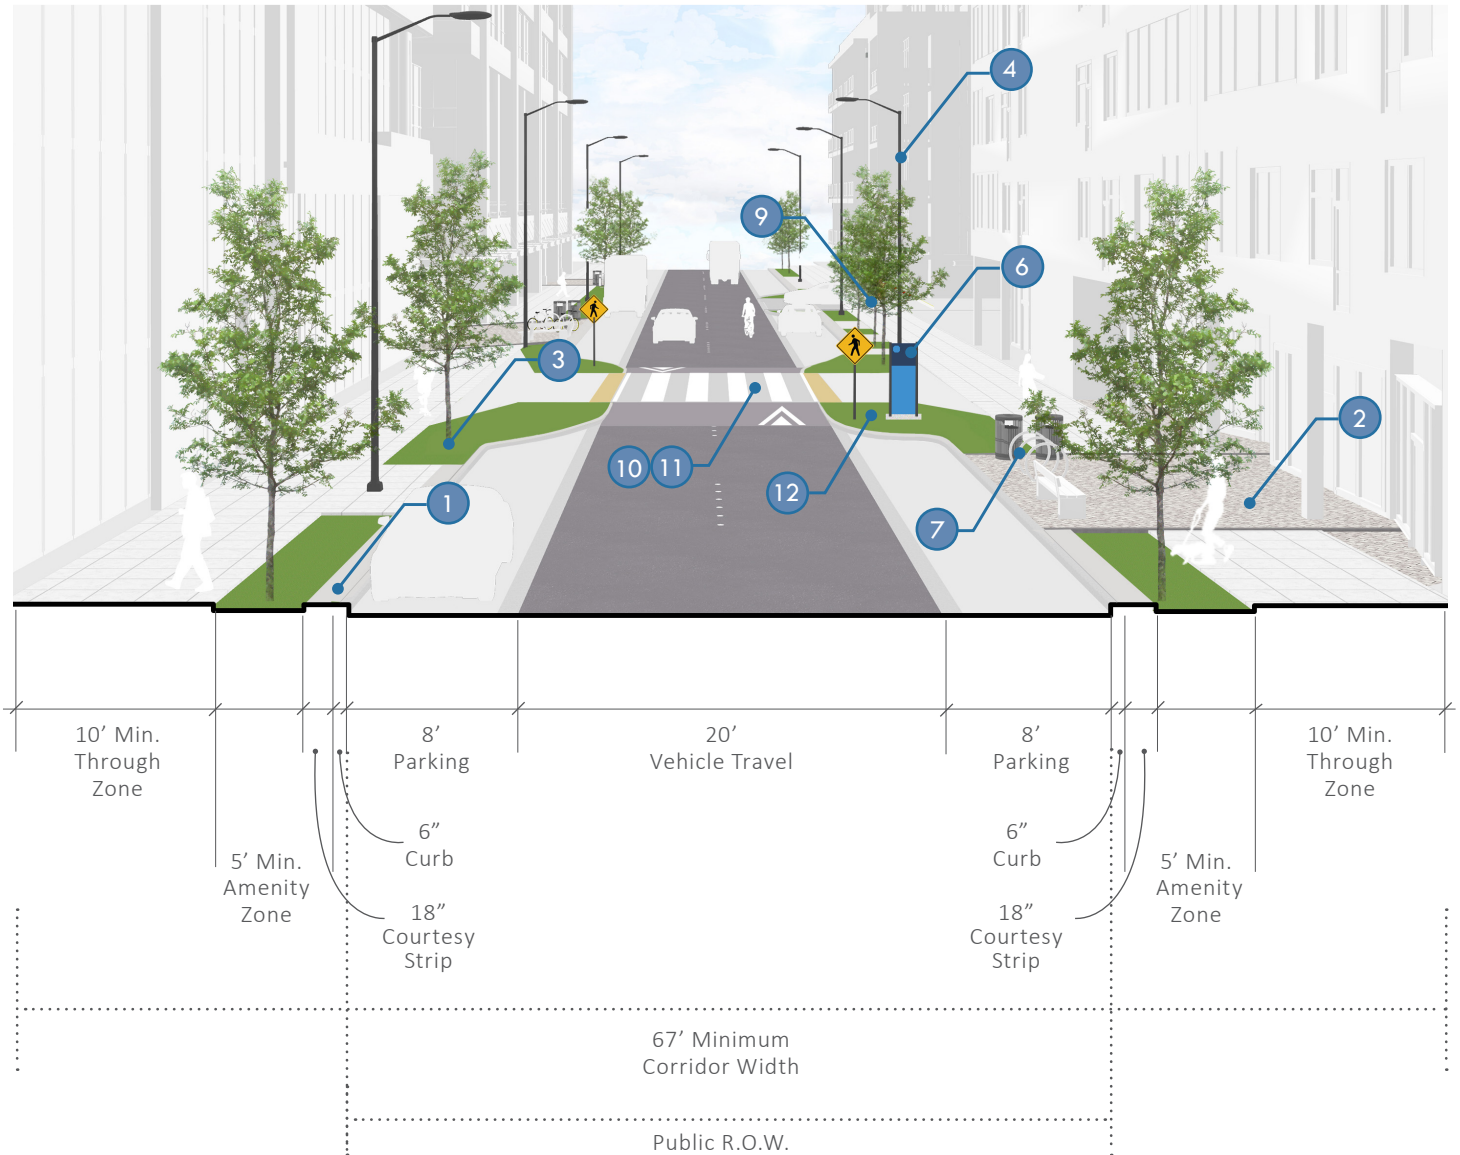 4
9
6
3
2
10 11
12
1
7
10’ Min.
Through
Zone
8’
Parking
20’
Vehicle Travel
8’
Parking
10’ Min.
Through
Zone
6”
Curb
6”
Curb
5’ Min.
Amenity
Zone
5’ Min.
Amenity
Zone
18”
Courtesy
Strip
18”
Courtesy
Strip
67’ Minimum
Corridor Width
Public R.O.W.